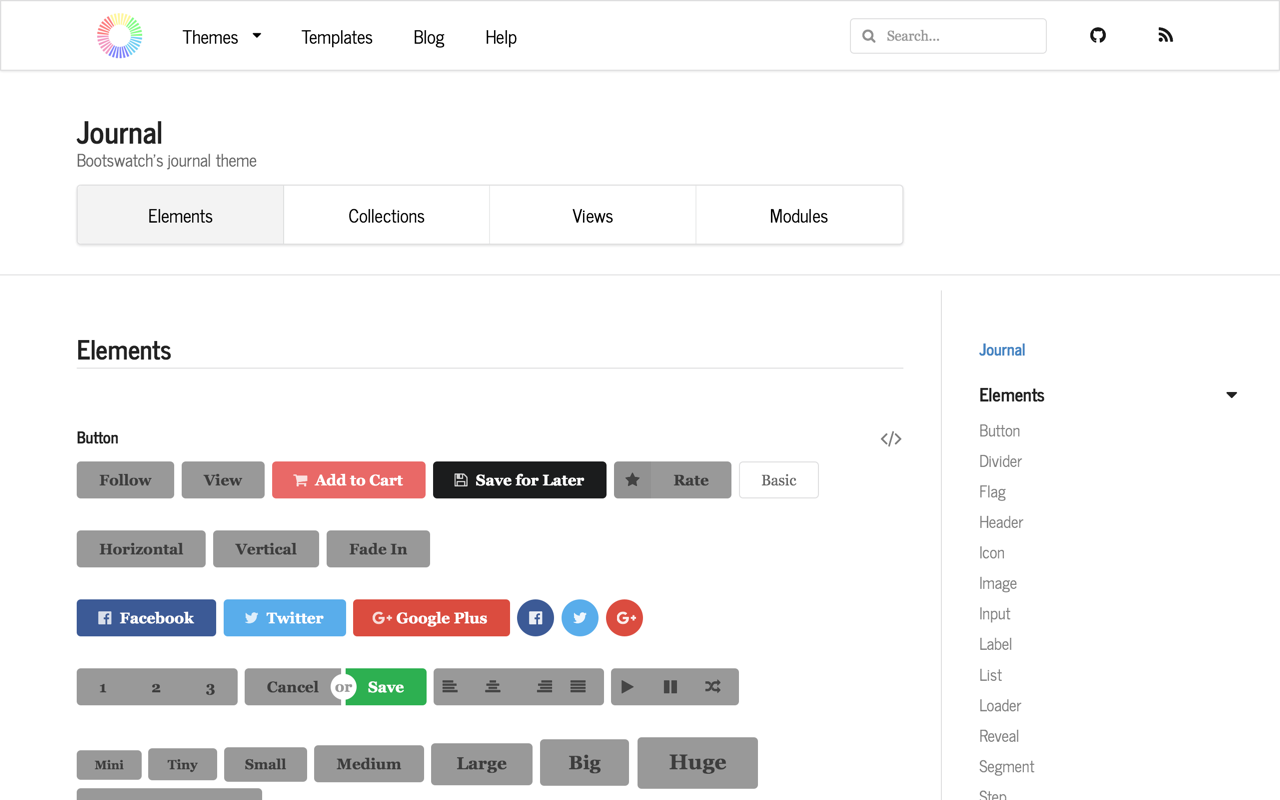 Themes Templates Blog Help Search...
Journal
Bootswatch's journal theme
Elements Collections Views Modules
Elements
Button
Follow View Add to Cart Save for Later Rate Basic
Horizontal Vertical Fade In
Facebook Twitter Google Plus
1 2 3 Cancel or Save
Mini Tiny Small Medium Large Big Huge
Journal
Elements
Button
Divider
Flag
Header
Icon
Image
Input
Label
List
Loader
Reveal
Segment
Step